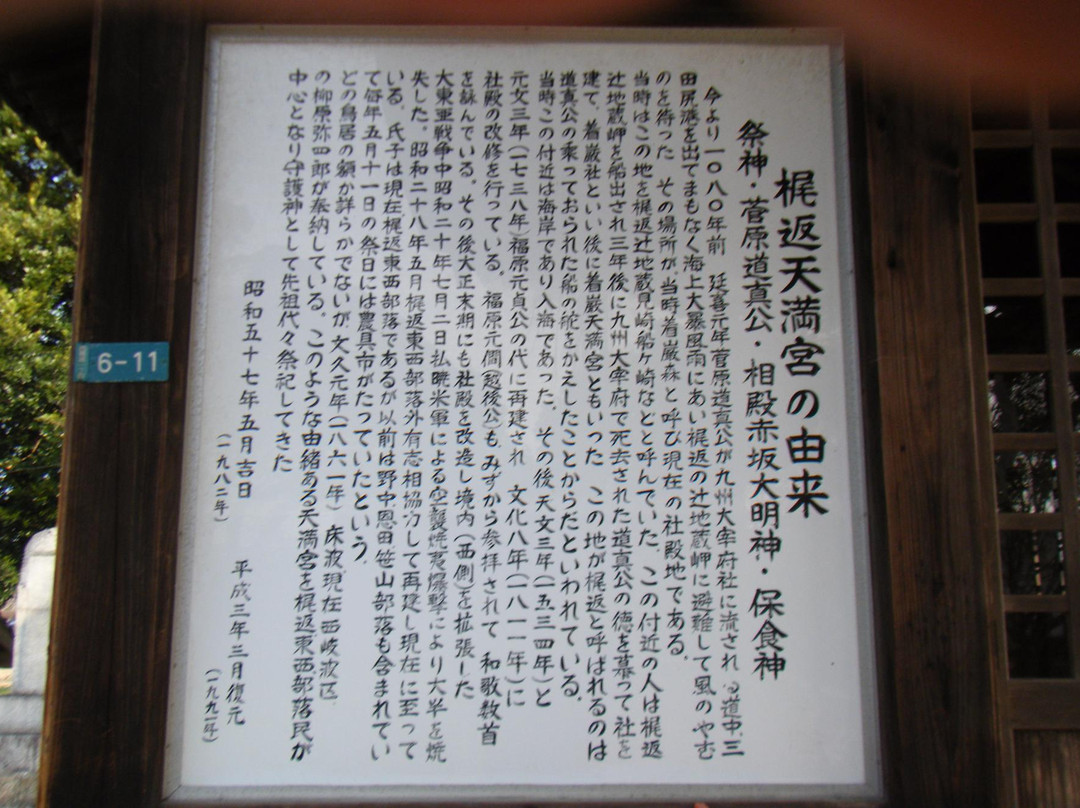 梶返天満宮の由来
祭神・菅原道真公・相殿赤坂大明神・保食神
今より一〇八〇年前 延喜元年菅原道真公が九州大宰府社に流される道中、三
田尻港を出てまもなく海上大暴風雨にあい梶返の辻地蔵岬に避難して風のやむ
のを待った その場所が当時着巌森と呼び現在の社殿地である。
当時はこの地を梶返辻地蔵見崎船ヶ崎などと呼んでいた、この付近の人は梶返
辻地蔵岬を船出され三年後に九州大宰府で死去された道真公の徳を慕って社を
建て、着巌社といい後に着巌天満宮ともいった この地が梶返と呼ばれるのは
道真公の乗っておられた船の舵をかえしたことからだといわれている。
当時この付近は海岸であり入海であった、その後天文三年(一五三四年)と
元文三年(一七三八年)福原元貞公の代に再建され 文化八年(一八一一年)に
社殿の改修を行っている。福原元僴(越後公)もみずから参拝されて 和歌数首
を詠んでいる。その後大正末期にも社殿を改造し境内(西側)を拡張した
大東亜戦争中昭和二十年七月二日払暁米軍による空襲焼夷爆撃により大半を焼
失した。昭和二十八年五月梶返東西部落外有志相協力して再建し現在に至って
いる。氏子は現在梶返東西部落であるが以前は野中恩田笹山部落も含まれてい
て毎年五月十一日の祭日には農具市がたっていたという。
どの鳥居の額か詳らかでないが、文久元年(一八六一年)床波現在西岐波区
の柳原弥四郎が奉納している。このような由緒ある天満宮を梶返東西部落民が
中心となり守護神として先祖代々祭祀してきた
昭和五十七年五月吉日
(一九八二年)
平成三年三月復元
(一九九一年)
6-11